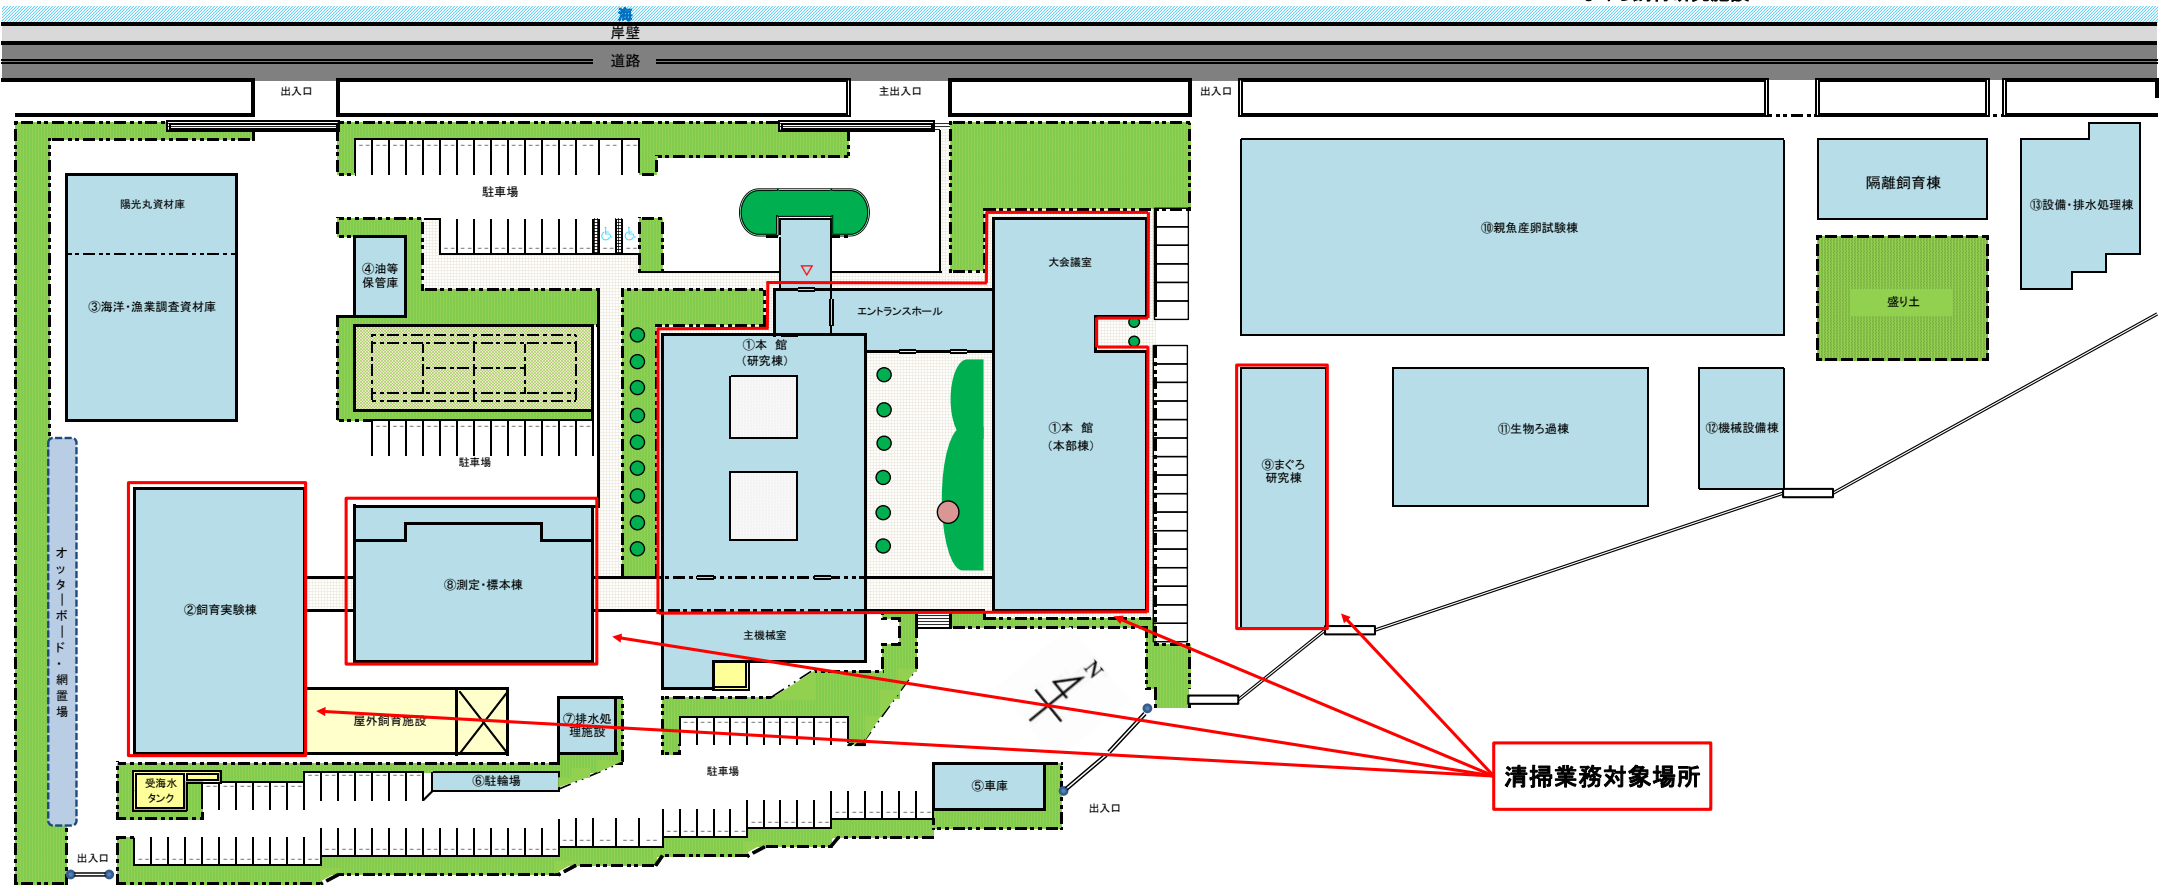 海
岸壁
道路
出入口
主出入口
出入口
駐車場
陽光丸資材庫
③海洋・漁業調査資材庫
④油等
保管庫
大会議室
エントランスホール
①本 館
(研究棟)
①本 館
(本部棟)
⑩親魚産卵試験棟
隔離飼育棟
⑬設備・排水処理棟
盛り土
⑨まぐろ
研究棟
⑪生物ろ過棟
⑫機械設備棟
駐車場
オッターボード・網置場
②飼育実験棟
⑧測定・標本棟
主機械室
N
屋外飼育施設
⑦排水処
理施設
受海水
タンク
⑥駐輪場
駐車場
⑤車庫
出入口
清掃業務対象場所
出入口